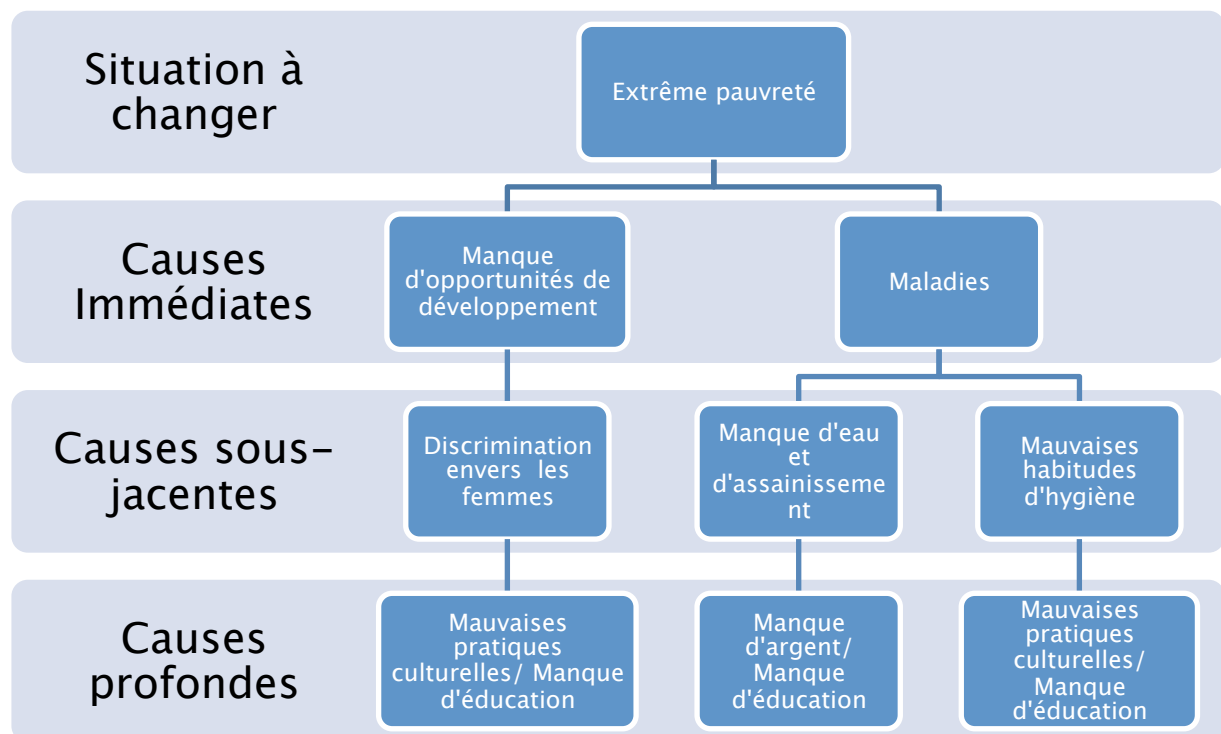 Situation à
changer
Extrême pauvreté
Causes
Immédiates
Manque
d'opportunités de
développement
Maladies
Causes sous-
jacentes
Discrimination
envers  les
femmes
Manque d'eau
et
d'assainisseme
nt
Mauvaises
habitudes
d'hygiène
Causes
profondes
Mauvaises
pratiques
culturelles/ Manque
d'éducation
Manque
d'argent/
Manque
d'éducation
Mauvaises
pratiques
culturelles/
Manque
d'éducation